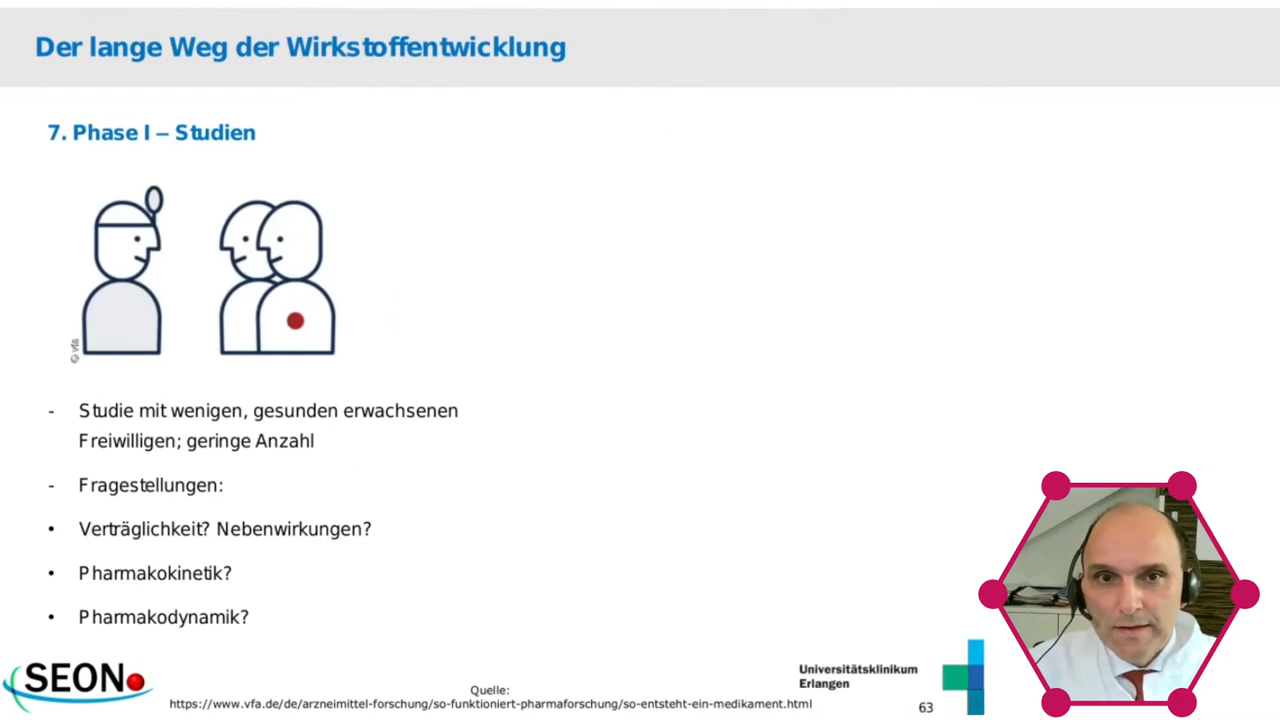 Der lange Weg der Wirkstoffentwicklung
7. Phase I – Studien
© vfa
- Studie mit wenigen, gesunden erwachsenen
Freiwilligen; geringe Anzahl
- Fragestellungen:
• Verträglichkeit? Nebenwirkungen?
• Pharmakokinetik?
• Pharmakodynamik?
SEON
Quelle:
https://www.vfa.de/de/arzneimittel-forschung/so-funktioniert-pharmaforschung/so-entsteht-ein-medikament.html
Universitätsklinikum
Erlangen
63